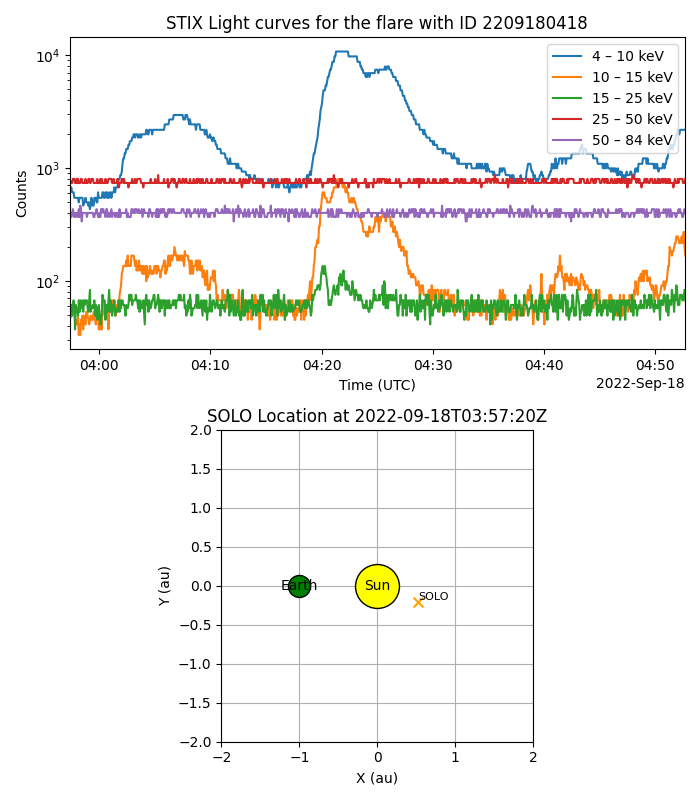 STIX Light curves for the flare with ID 2209180418
10⁴
10³
10²
Counts
4 – 10 keV
10 – 15 keV
15 – 25 keV
25 – 50 keV
50 – 84 keV
04:00 04:10 04:20 04:30 04:40 04:50
Time (UTC)
2022-Sep-18
SOLO Location at 2022-09-18T03:57:20Z
2.0
1.5
1.0
0.5
0.0
−0.5
−1.0
−1.5
−2.0
Y (au)
Earth
Sun
SOLO
−2 −1 0 1 2
X (au)